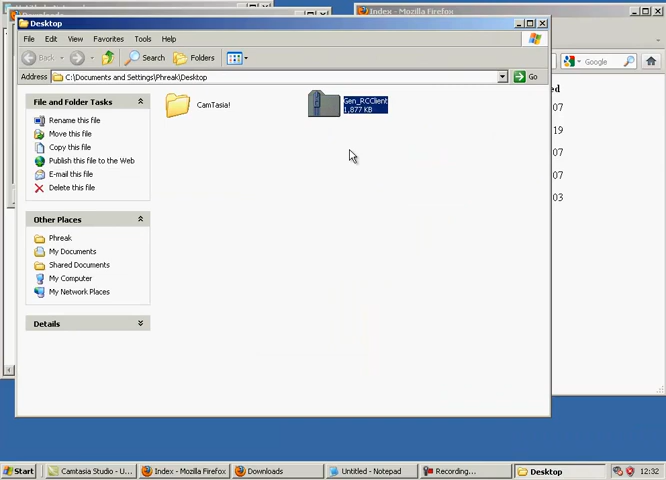 Desktop
Index - Mozilla Firefox
File Edit View Favorites Tools Help
Back Search Folders
Google
Address C:\Documents and Settings\Phreak\Desktop Go
File and Folder Tasks
Rename this file
Move this file
Copy this file
Publish this file to the Web
E-mail this file
Delete this file
CamTasia!
Gen_RCClient
1,877 KB
ed
07
19
07
07
03
Other Places
Phreak
My Documents
Shared Documents
My Computer
My Network Places
Details
Start
Camtasia Studio - U...
Index - Mozilla Firefox
Downloads
Untitled - Notepad
Recording...
Desktop
12:32